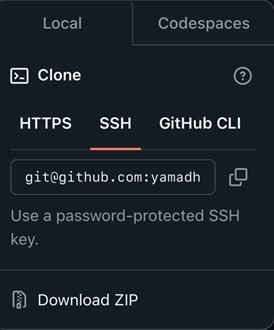 Local Codespaces
Clone
HTTPS SSH GitHub CLI
git@github.com:yamadh
Use a password-protected SSH
key.
Download ZIP